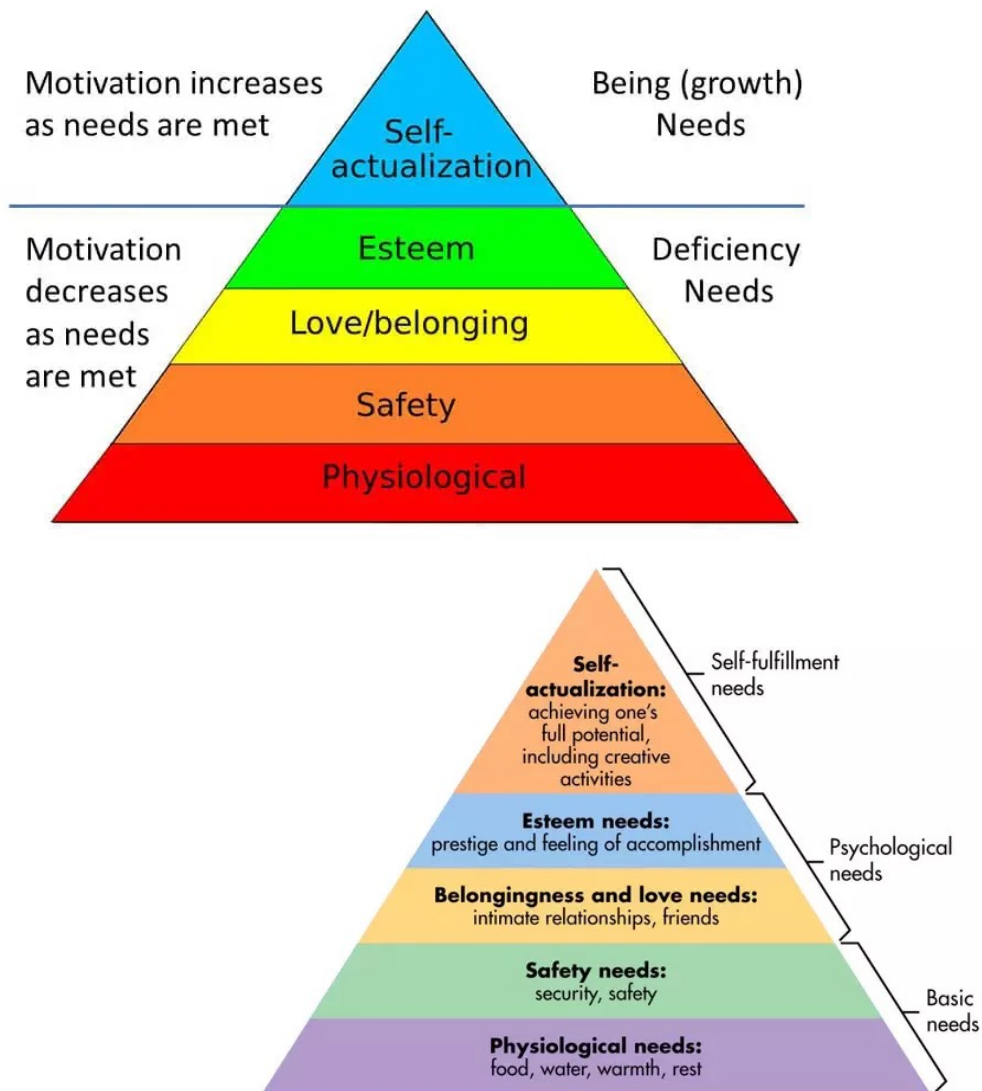 Motivation increases
as needs are met
Being (growth)
Needs
Self-
actualization
Motivation
decreases
as needs
are met
Esteem
Deficiency
Needs
Love/belonging
Safety
Physiological
Self-
actualization:
achieving one's
full potential,
including creative
activities
Self-fulfillment
needs
Esteem needs:
prestige and feeling of accomplishment
Psychological
needs
Belongingness and love needs:
intimate relationships, friends
Safety needs:
security, safety
Basic
needs
Physiological needs:
food, water, warmth, rest